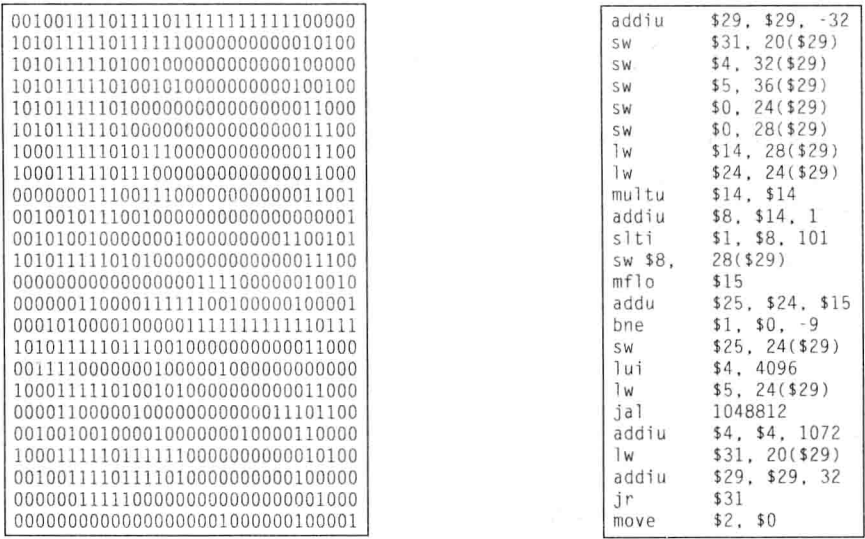 00100111101111011111111111100000
10101111101111110000000000010100
10101111101001000000000000100000
10101111101001010000000000100100
10101111101000000000000000011000
10101111101000000000000000011100
10001111101011100000000000011100
10001111101110000000000000011000
00000001110011100000000000011001
00100101110010000000000000000001
00101001000000010000000001100101
10101111101010000000000000011100
00000000000000000111100000010010
00000011000011111100100000100001
00010100001000001111111111110111
10101111101110010000000000011000
00111100000001000001000000000000
10001111101001010000000000011000
00001100000100000000000011101100
00100100100001000000010000110000
10001111101111110000000000010100
00100111101111010000000000100000
00000011111000000000000000001000
00000000000000000001000000100001
addiu $29, $29, -32
sw $31, 20($29)
sw $4, 32($29)
sw $5, 36($29)
sw $0, 24($29)
sw $0, 28($29)
lw $14, 28($29)
lw $24, 24($29)
multu $14, $14
addiu $8, $14, 1
slti $1, $8, 101
sw $8, 28($29)
mflo $15
addu $25, $24, $15
bne $1, $0, -9
sw $25, 24($29)
lui $4, 4096
lw $5, 24($29)
jal 1048812
addiu $4, $4, 1072
lw $31, 20($29)
addiu $29, $29, 32
jr $31
move $2, $0